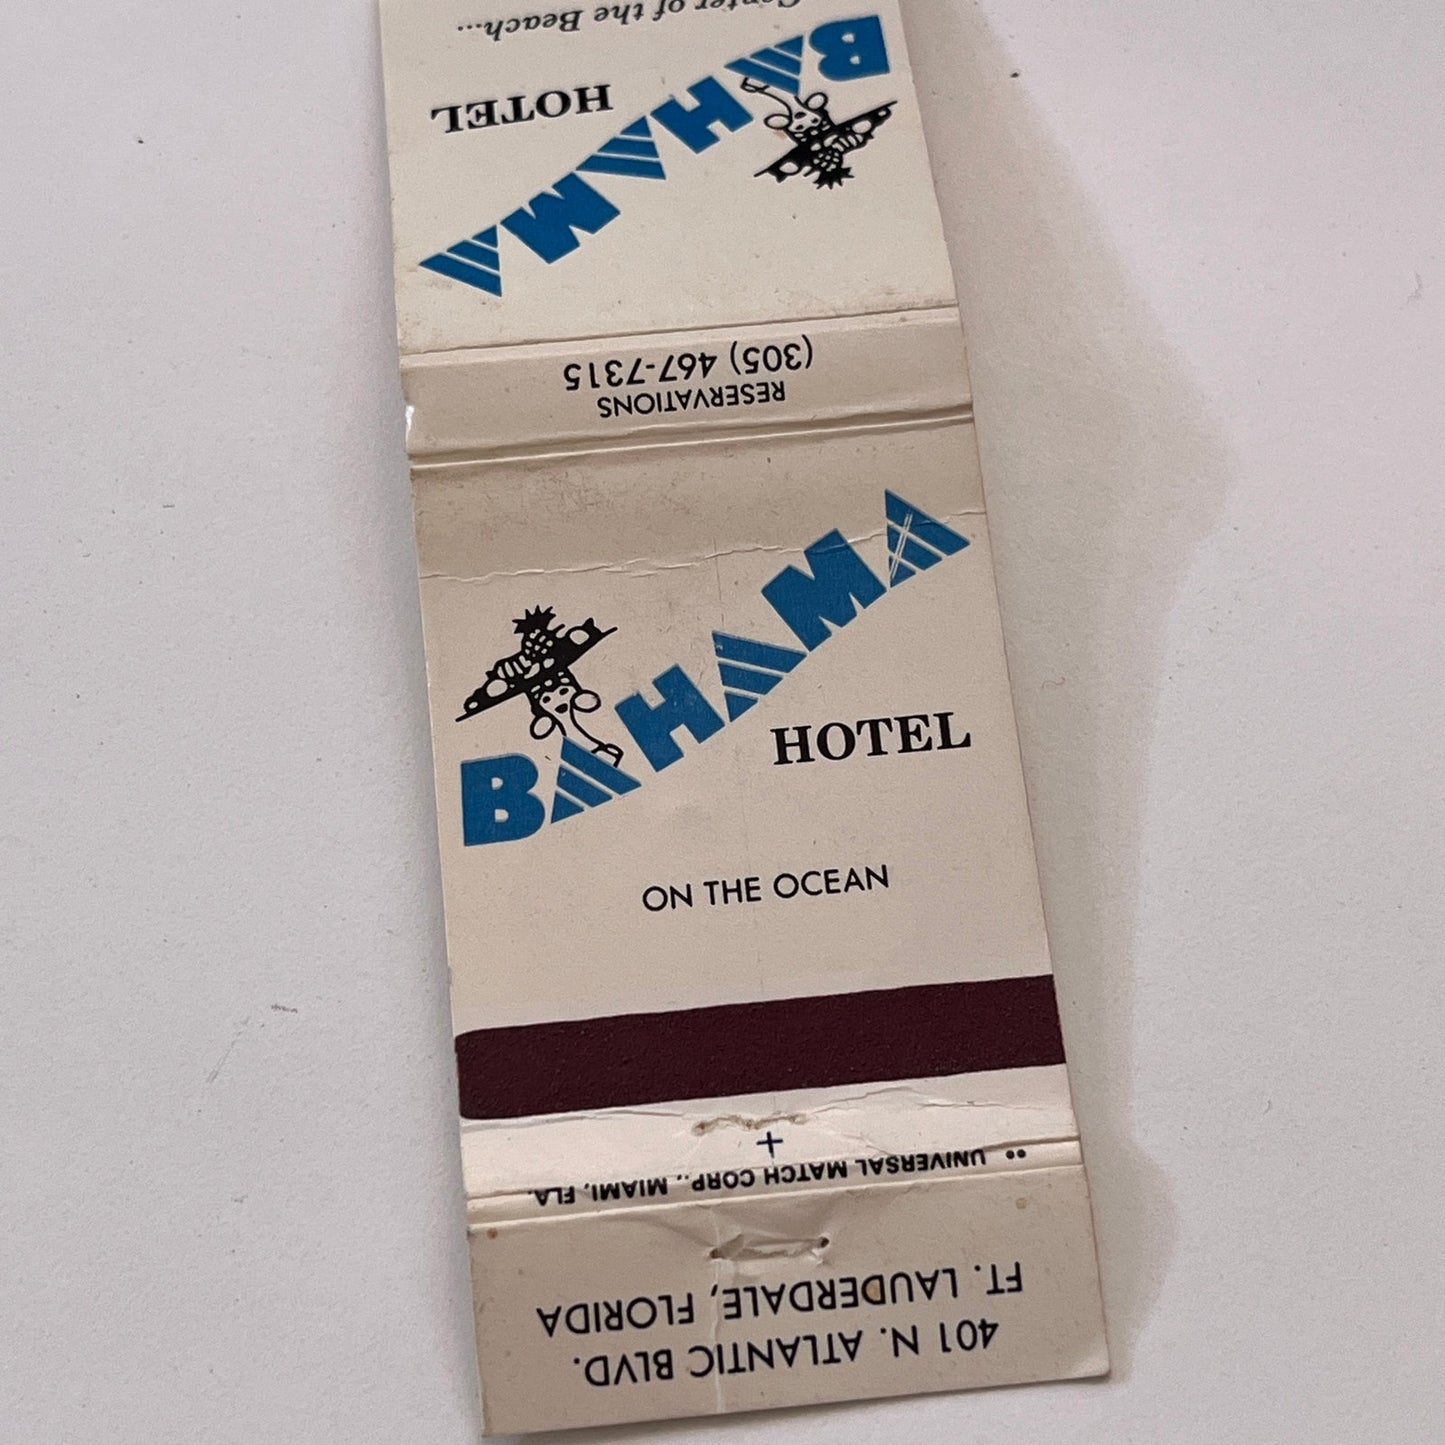 Center of the Beach...
BAHAMA
HOTEL
RESERVATIONS
(305) 467-7315
BAHAMA
HOTEL
ON THE OCEAN
UNIVERSAL MATCH CORP., MIAMI, FLA.
401 N. ATLANTIC BLVD.
FT. LAUDERDALE, FLORIDA